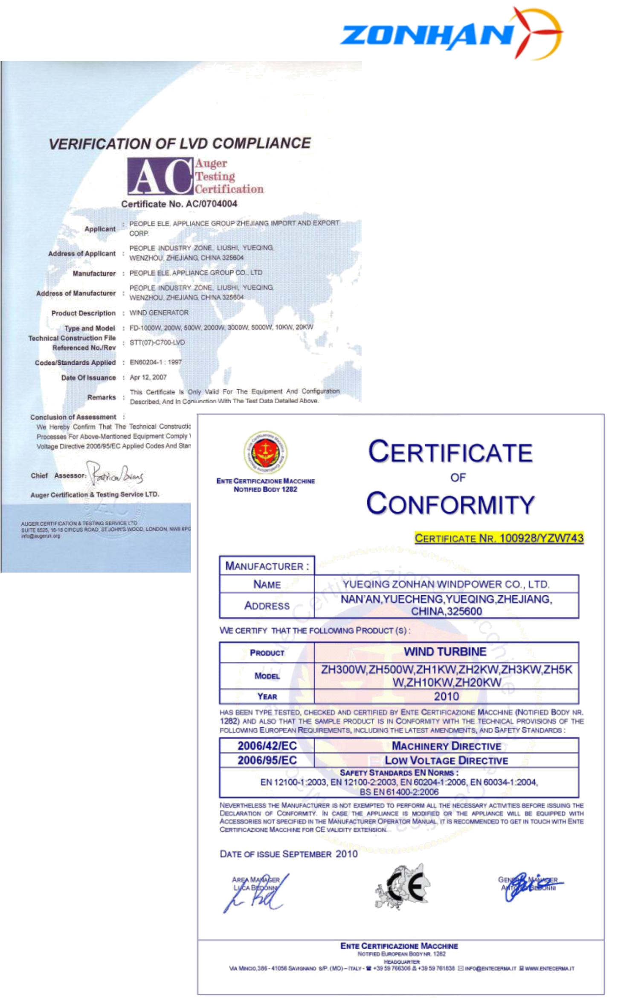 ZONHAN
VERIFICATION OF LVD COMPLIANCE
AC
Auger
Testing
Certification
Certificate No. AC/0704004
Applicant : PEOPLE ELE. APPLIANCE GROUP ZHEJIANG IMPORT AND EXPORT
CORP.
Address of Applicant : PEOPLE INDUSTRY ZONE, LIUSHI, YUEQING,
WENZHOU, ZHEJIANG, CHINA 325604
Manufacturer : PEOPLE ELE. APPLIANCE GROUP CO., LTD
Address of Manufacturer : PEOPLE INDUSTRY ZONE, LIUSHI, YUEQING,
WENZHOU, ZHEJIANG, CHINA 325604
Product Description : WIND GENERATOR
Type and Model : FD-1000W, 200W, 500W, 2000W, 3000W, 5000W, 10KW, 20KW
Technical Construction File
Referenced No./Rev : STT(07)-C700-LVD
Codes/Standards Applied : EN60204-1 : 1997
Date Of Issuance : Apr 12, 2007
Remarks : This Certificate Is Only Valid For The Equipment And Configuration
Described, And In Conjunction With The Test Data Detailed Above.
Conclusion of Assessment :
We Hereby Confirm That The Technical Constructio
Processes For Above-Mentioned Equipment Comply
Voltage Directive 2006/95/EC Applied Codes And Stan
Chief Assessor:
Auger Certification & Testing Service LTD.
AUGER CERTIFICATION & TESTING SERVICE LTD
SUITE 8525, 16-18 CIRCUS ROAD, ST.JOHN'S WOOD, LONDON, NW8 6PG
info@augeruk.org
ENTE CERTIFICAZIONE MACCHINE
NOTIFIED BODY 1282
CERTIFICATE
OF
CONFORMITY
CERTIFICATE NR. 100928/YZW743
MANUFACTURER :
NAME YUEQING ZONHAN WINDPOWER CO., LTD.
ADDRESS NAN'AN,YUECHENG,YUEQING,ZHEJIANG,
CHINA,325600
WE CERTIFY THAT THE FOLLOWING PRODUCT (S) :
PRODUCT WIND TURBINE
MODEL ZH300W,ZH500W,ZH1KW,ZH2KW,ZH3KW,ZH5K
W,ZH10KW,ZH20KW
YEAR 2010
HAS BEEN TYPE TESTED, CHECKED AND CERTIFIED BY ENTE CERTIFICAZIONE MACCHINE (NOTIFIED BODY NR.
1282) AND ALSO THAT THE SAMPLE PRODUCT IS IN CONFORMITY WITH THE TECHNICAL PROVISIONS OF THE
FOLLOWING EUROPEAN REQUIREMENTS, INCLUDING THE LATEST AMENDMENTS, AND SAFETY STANDARDS :
2006/42/EC MACHINERY DIRECTIVE
2006/95/EC LOW VOLTAGE DIRECTIVE
SAFETY STANDARDS EN NORMS :
EN 12100-1:2003, EN 12100-2:2003, EN 60204-1:2006, EN 60034-1:2004,
BS EN 61400-2:2006
NEVERTHELESS THE MANUFACTURER IS NOT EXEMPTED TO PERFORM ALL THE NECESSARY ACTIVITIES BEFORE ISSUING THE
DECLARATION OF CONFORMITY. IN CASE THE APPLIANCE IS MODIFIED OR THE APPLIANCE WILL BE EQUIPPED WITH
ACCESSORIES NOT SPECIFIED IN THE MANUFACTURER OPERATOR MANUAL, IT IS RECOMMENDED TO GET IN TOUCH WITH ENTE
CERTIFICAZIONE MACCHINE FOR CE VALIDITY EXTENSION.
DATE OF ISSUE SEPTEMBER 2010
AREA MANAGER
LUCA BEDONNI
CE
GENERAL MANAGER
ANTONIO BEDONNI
ENTE CERTIFICAZIONE MACCHINE
NOTIFIED EUROPEAN BODY NR. 1282
HEADQUARTER
VIA MINCIO,386 - 41056 SAVIGNANO S/P. (MO) – ITALY - ☎ +39 59 766306 +39 59 761838 INFO@ENTECERMA.IT WWW.ENTECERMA.IT